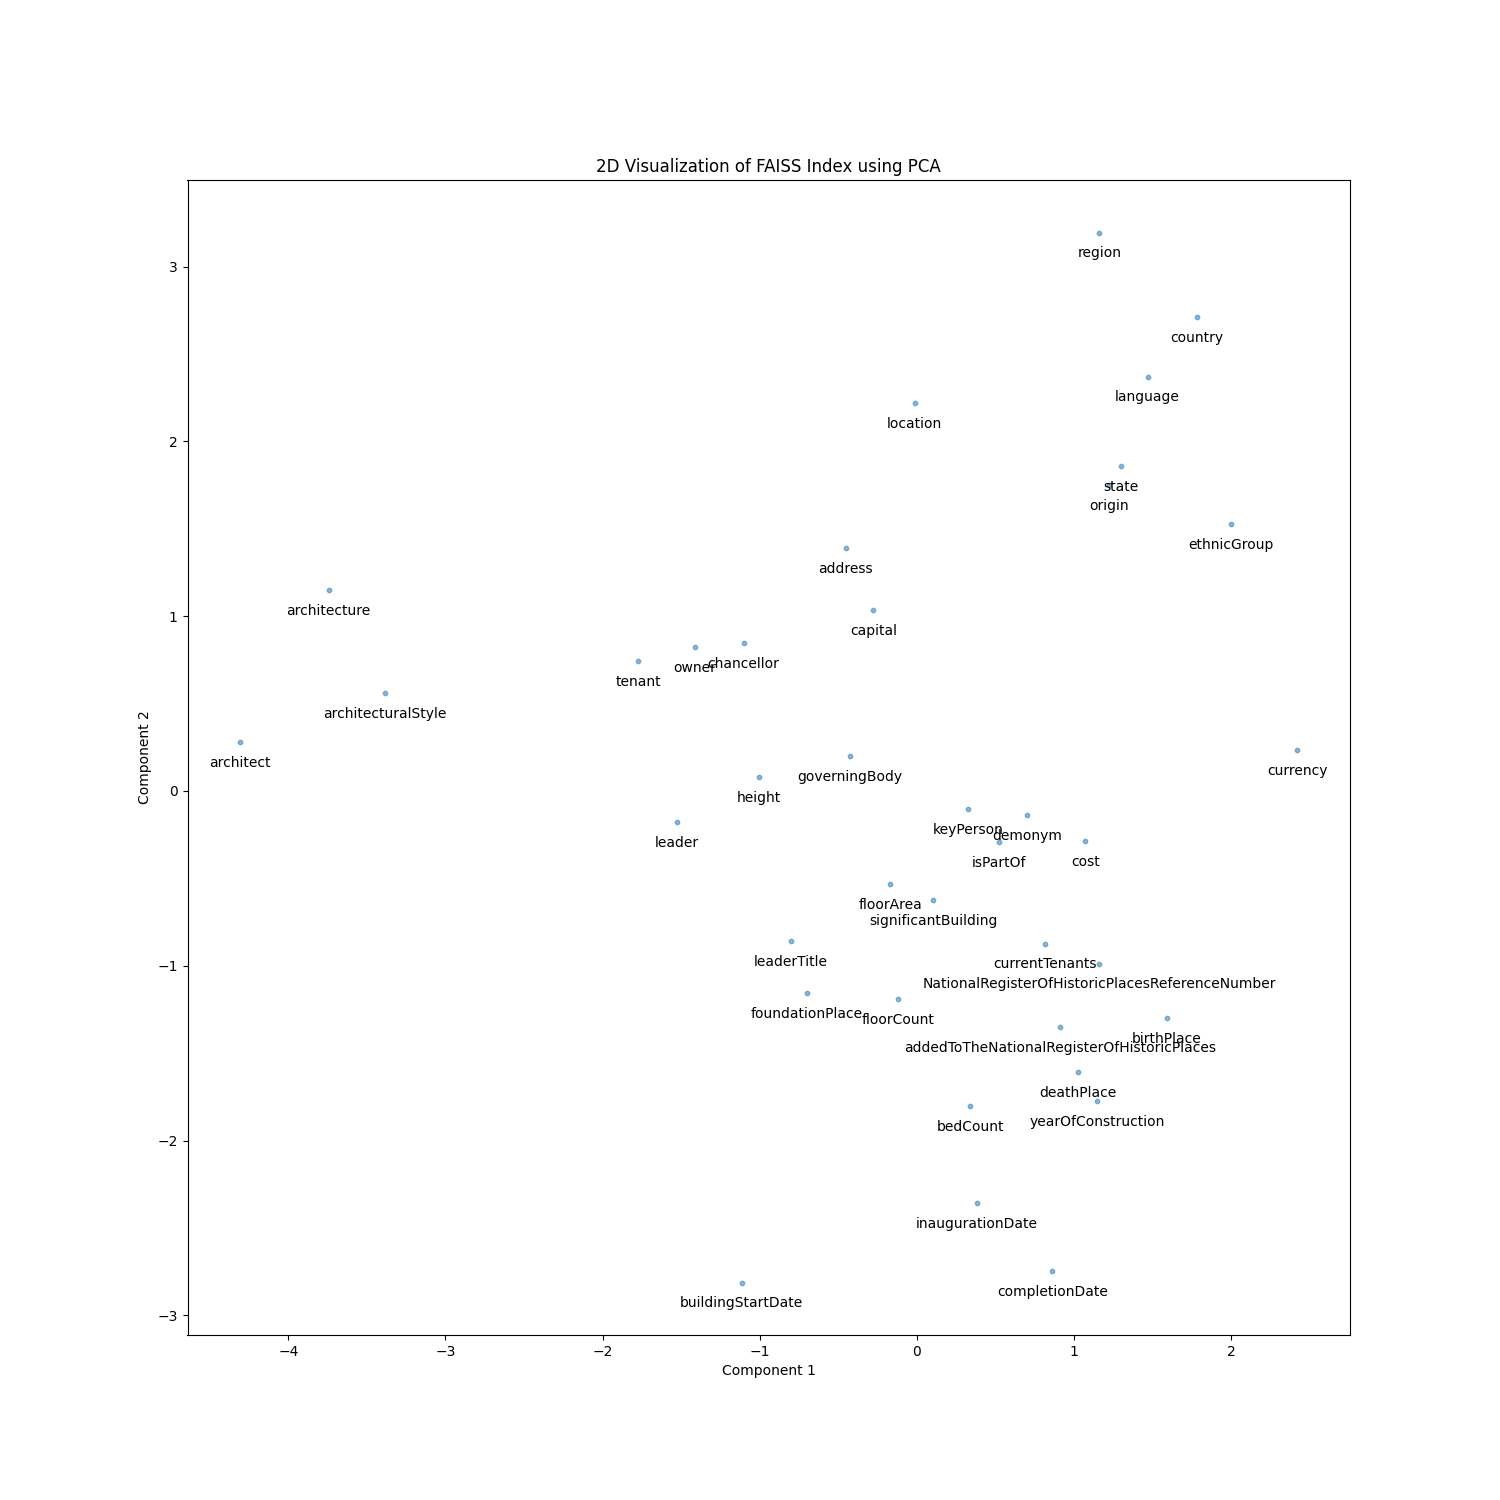 2D Visualization of FAISS Index using PCA
region
country
language
location
state
origin
ethnicGroup
address
architecture
capital
owner
chancellor
tenant
architecturalStyle
architect
currency
governingBody
height
keyPerson
demonym
leader
isPartOf
cost
floorArea
significantBuilding
leaderTitle
currentTenants
NationalRegisterOfHistoricPlacesReferenceNumber
foundationPlace
floorCount
birthPlace
addedToTheNationalRegisterOfHistoricPlaces
deathPlace
yearOfConstruction
bedCount
inaugurationDate
completionDate
buildingStartDate
3
2
1
0
−1
−2
−3
Component 2
−4 −3 −2 −1 0 1 2
Component 1